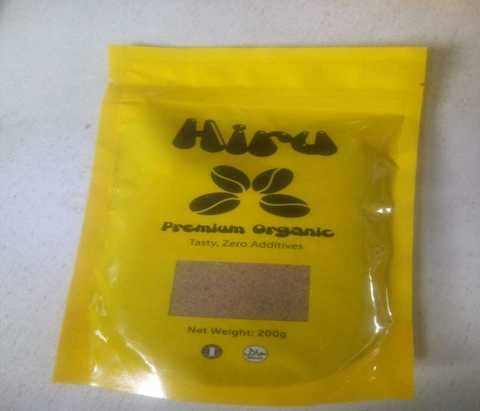 Hiru
Premium Organic
Tasty, Zero Additives
Net Weight: 200g